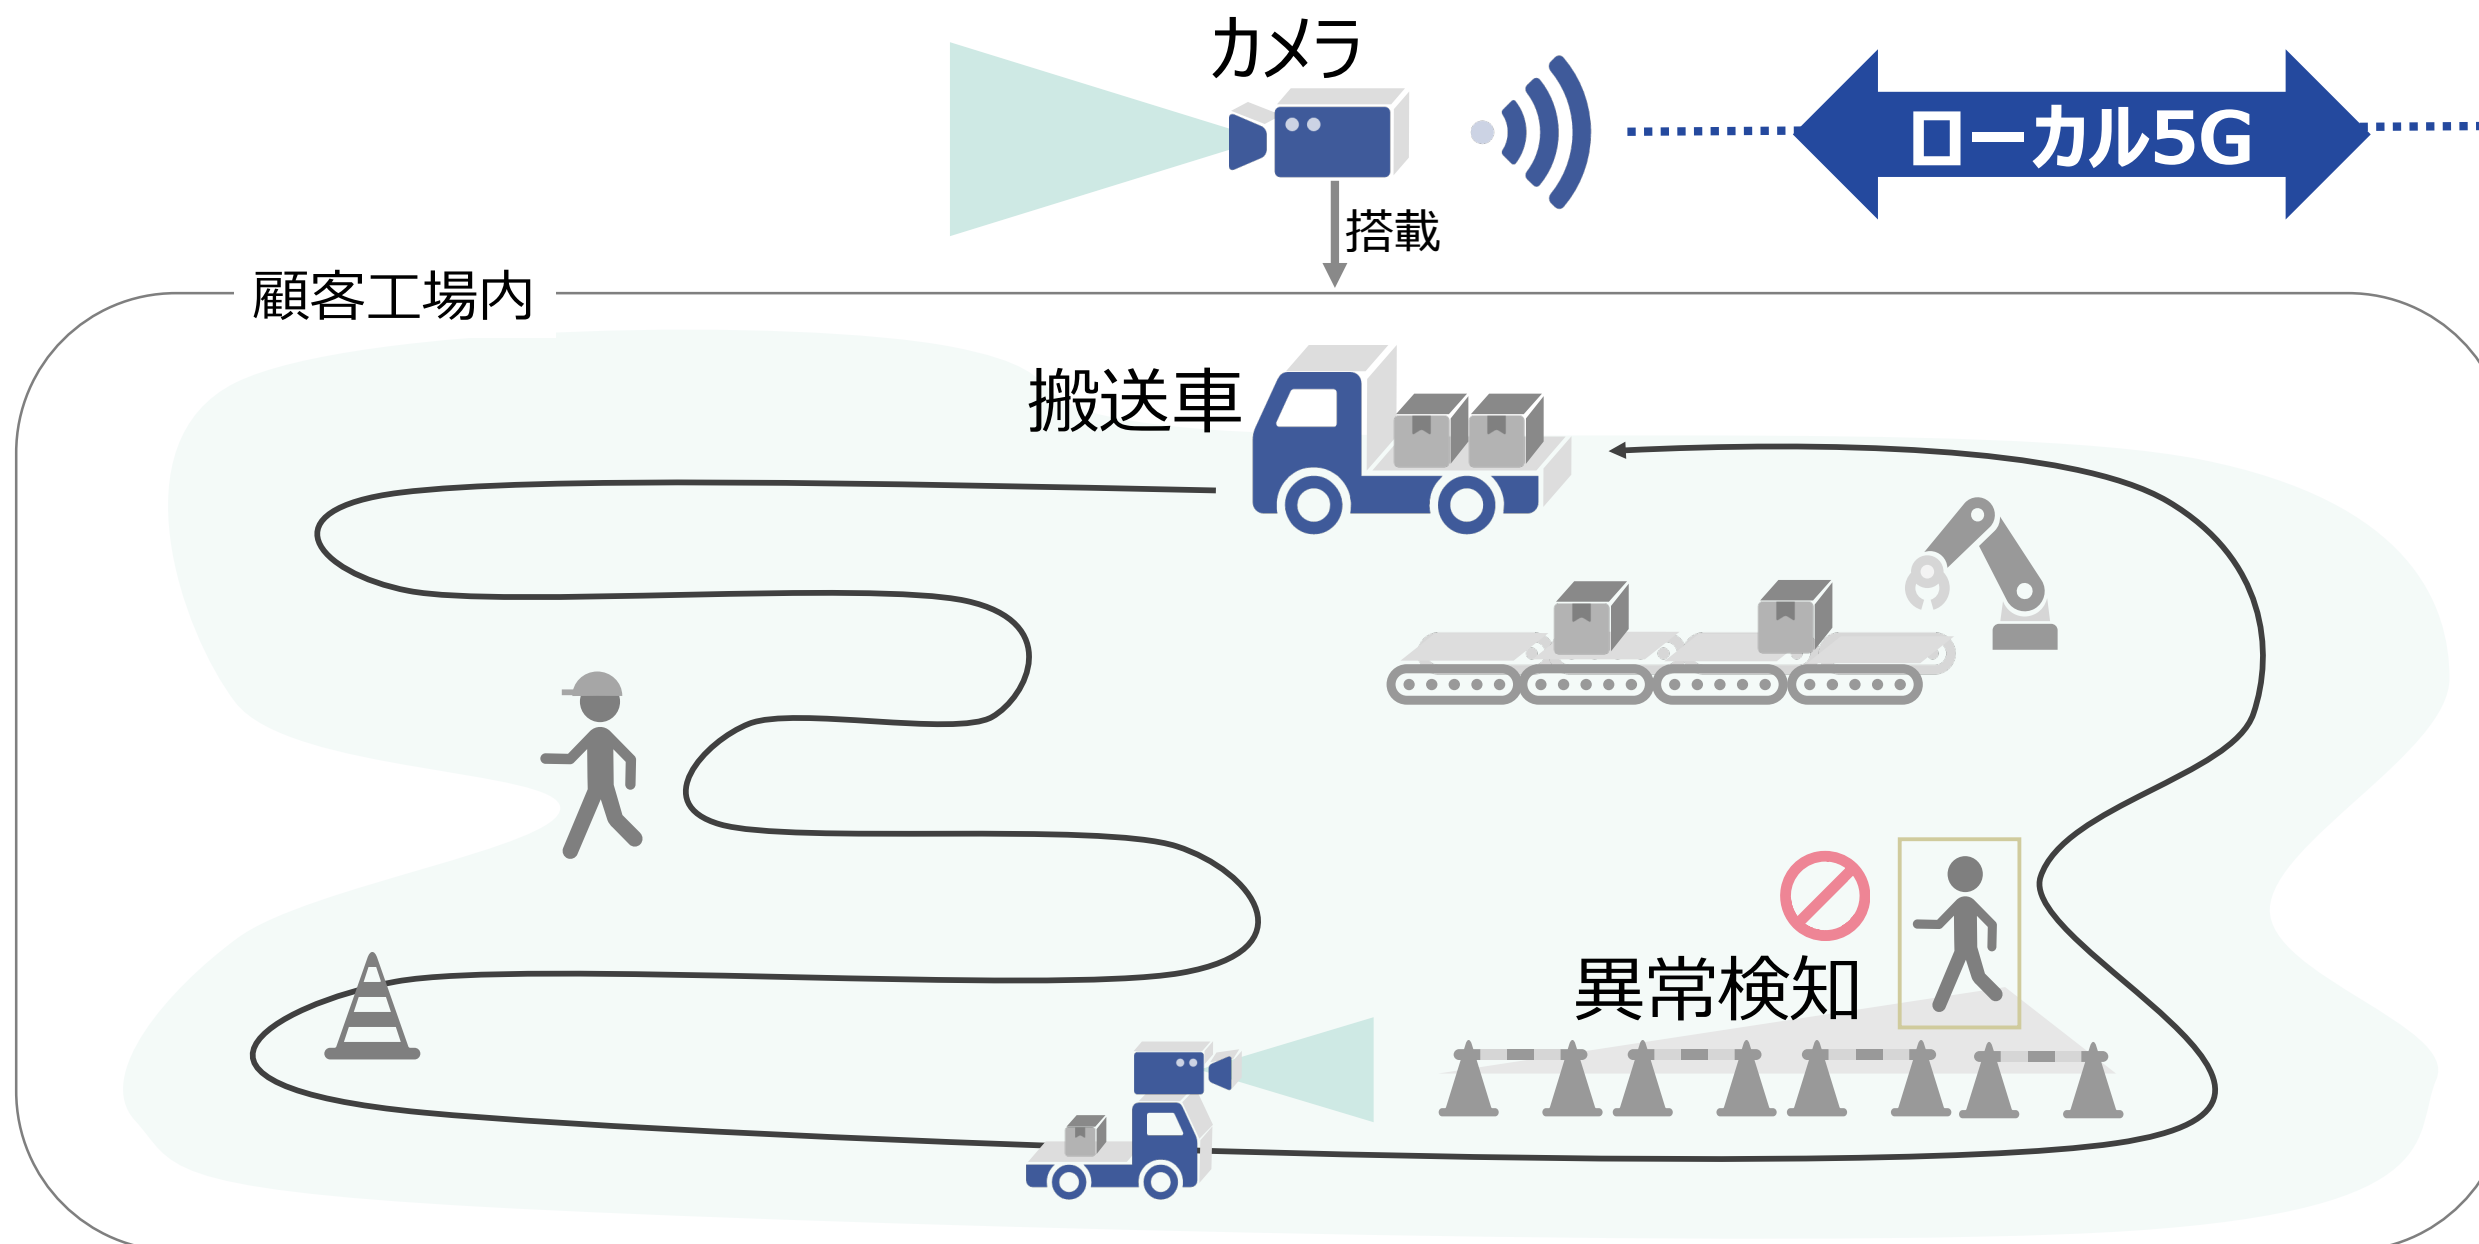 カメラ
ローカル5G
搭載
顧客工場内
搬送車
異常検知